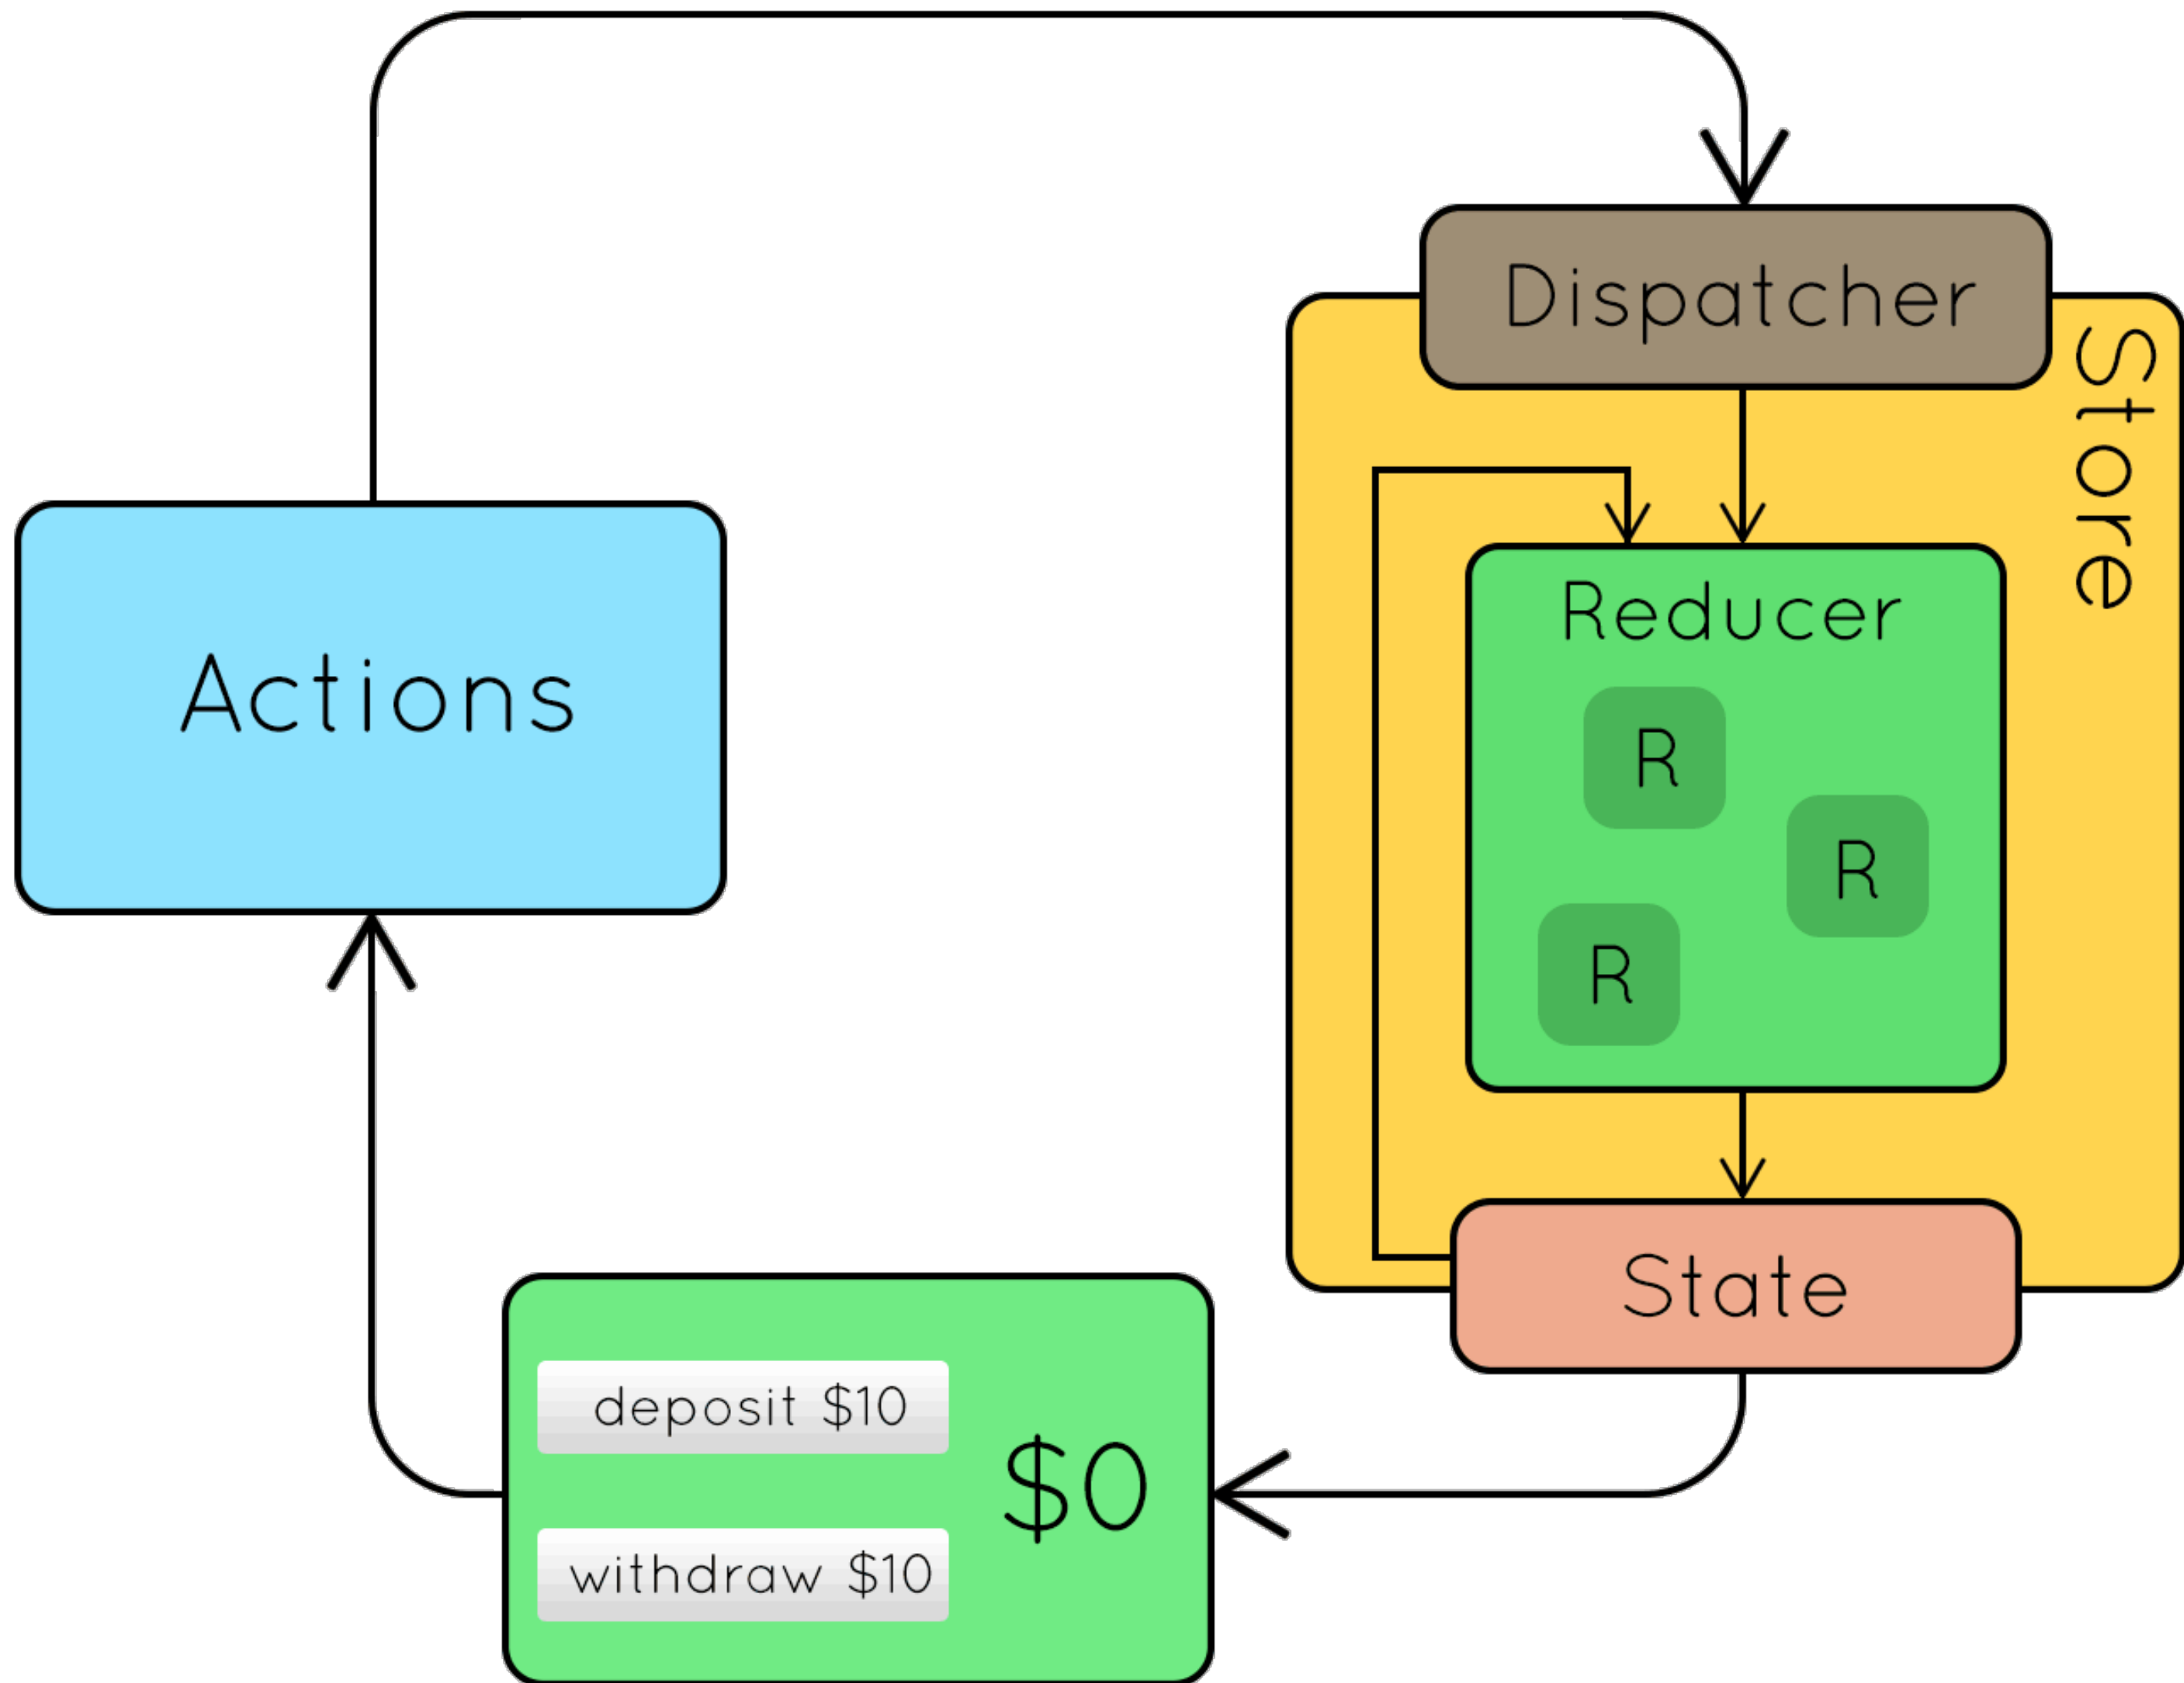 Dispatcher
Store
Reducer
R
R
R
Actions
State
deposit $10
$0
withdraw $10